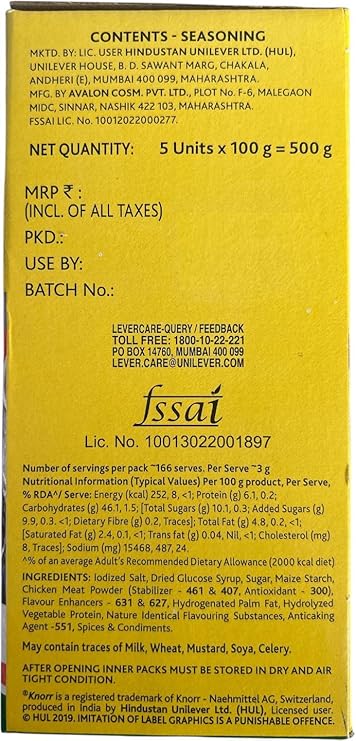 CONTENTS - SEASONING
MKTD. BY: LIC. USER HINDUSTAN UNILEVER LTD. (HUL),
UNILEVER HOUSE, B. D. SAWANT MARG, CHAKALA,
ANDHERI (E), MUMBAI 400 099, MAHARASHTRA.
MFG. BY AVALON COSM. PVT. LTD., PLOT No. F-6, MALEGAON
MIDC, SINNAR, NASHIK 422 103, MAHARASHTRA.
FSSAI LIC. No. 10012022000277.
NET QUANTITY: 5 Units x 100 g = 500 g
MRP ₹ :
(INCL. OF ALL TAXES)
PKD.:
USE BY:
BATCH No.:
LEVERCARE-QUERY / FEEDBACK
TOLL FREE: 1800-10-22-221
PO BOX 14760, MUMBAI 400 099
LEVER.CARE@UNILEVER.COM
fssai
Lic. No. 10013022001897
Number of servings per pack ~166 serves. Per Serve ~3 g
Nutritional Information (Typical Values) Per 100 g product, Per Serve,
% RDA^/ Serve: Energy (kcal) 252, 8, <1; Protein (g) 6.1, 0.2;
Carbohydrates (g) 46.1, 1.5; [Total Sugars (g) 10.1, 0.3; Added Sugars (g)
9.9, 0.3. <1; Dietary Fibre (g) 0.2, Traces]; Total Fat (g) 4.8, 0.2, <1;
[Saturated Fat (g) 2.4, 0.1, <1; Trans fat (g) 0.04, Nil, <1; Cholesterol (mg)
8, Traces]; Sodium (mg) 15468, 487, 24.
^% of an average Adult's Recommended Dietary Allowance (2000 kcal diet)
INGREDIENTS: Iodized Salt, Dried Glucose Syrup, Sugar, Maize Starch,
Chicken Meat Powder (Stabilizer - 461 & 407, Antioxidant - 300),
Flavour Enhancers - 631 & 627, Hydrogenated Palm Fat, Hydrolyzed
Vegetable Protein, Nature Identical Flavouring Substances, Anticaking
Agent -551, Spices & Condiments.
May contain traces of Milk, Wheat, Mustard, Soya, Celery.
AFTER OPENING INNER PACKS MUST BE STORED IN DRY AND AIR
TIGHT CONDITION.
®Knorr is a registered trademark of Knorr - Naehmittel AG, Switzerland,
produced in India by Hindustan Unilever Ltd. (HUL), Licensed user.
© HUL 2019. IMITATION OF LABEL GRAPHICS IS A PUNISHABLE OFFENCE.